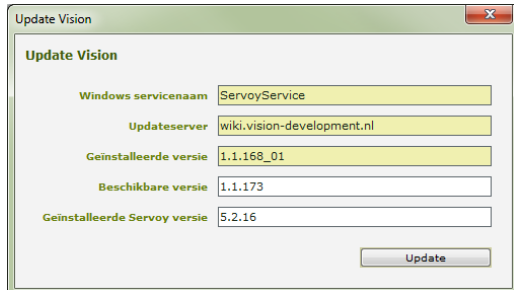 Update Vision
Update Vision
Windows servicenaam ServoyService
Updateserver wiki.vision-development.nl
Geïnstalleerde versie 1.1.168_01
Beschikbare versie 1.1.173
Geïnstalleerde Servoy versie 5.2.16
Update